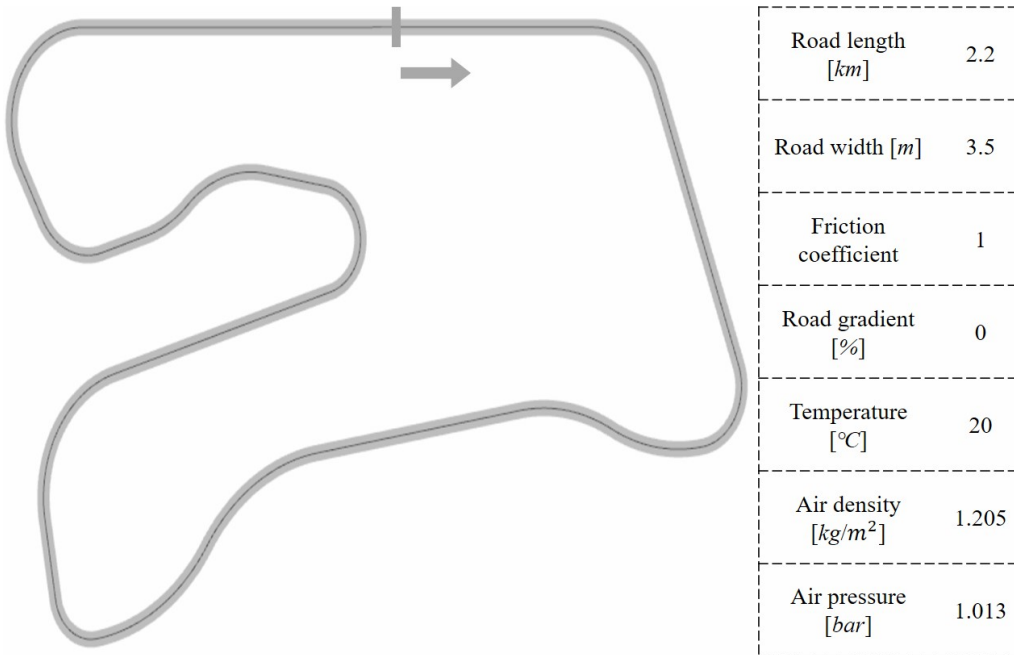 Road length
[km]
2.2
Road width [m]
3.5
Friction
coefficient
1
Road gradient
[%]
0
Temperature
[℃]
20
Air density
[kg/m²]
1.205
Air pressure
[bar]
1.013